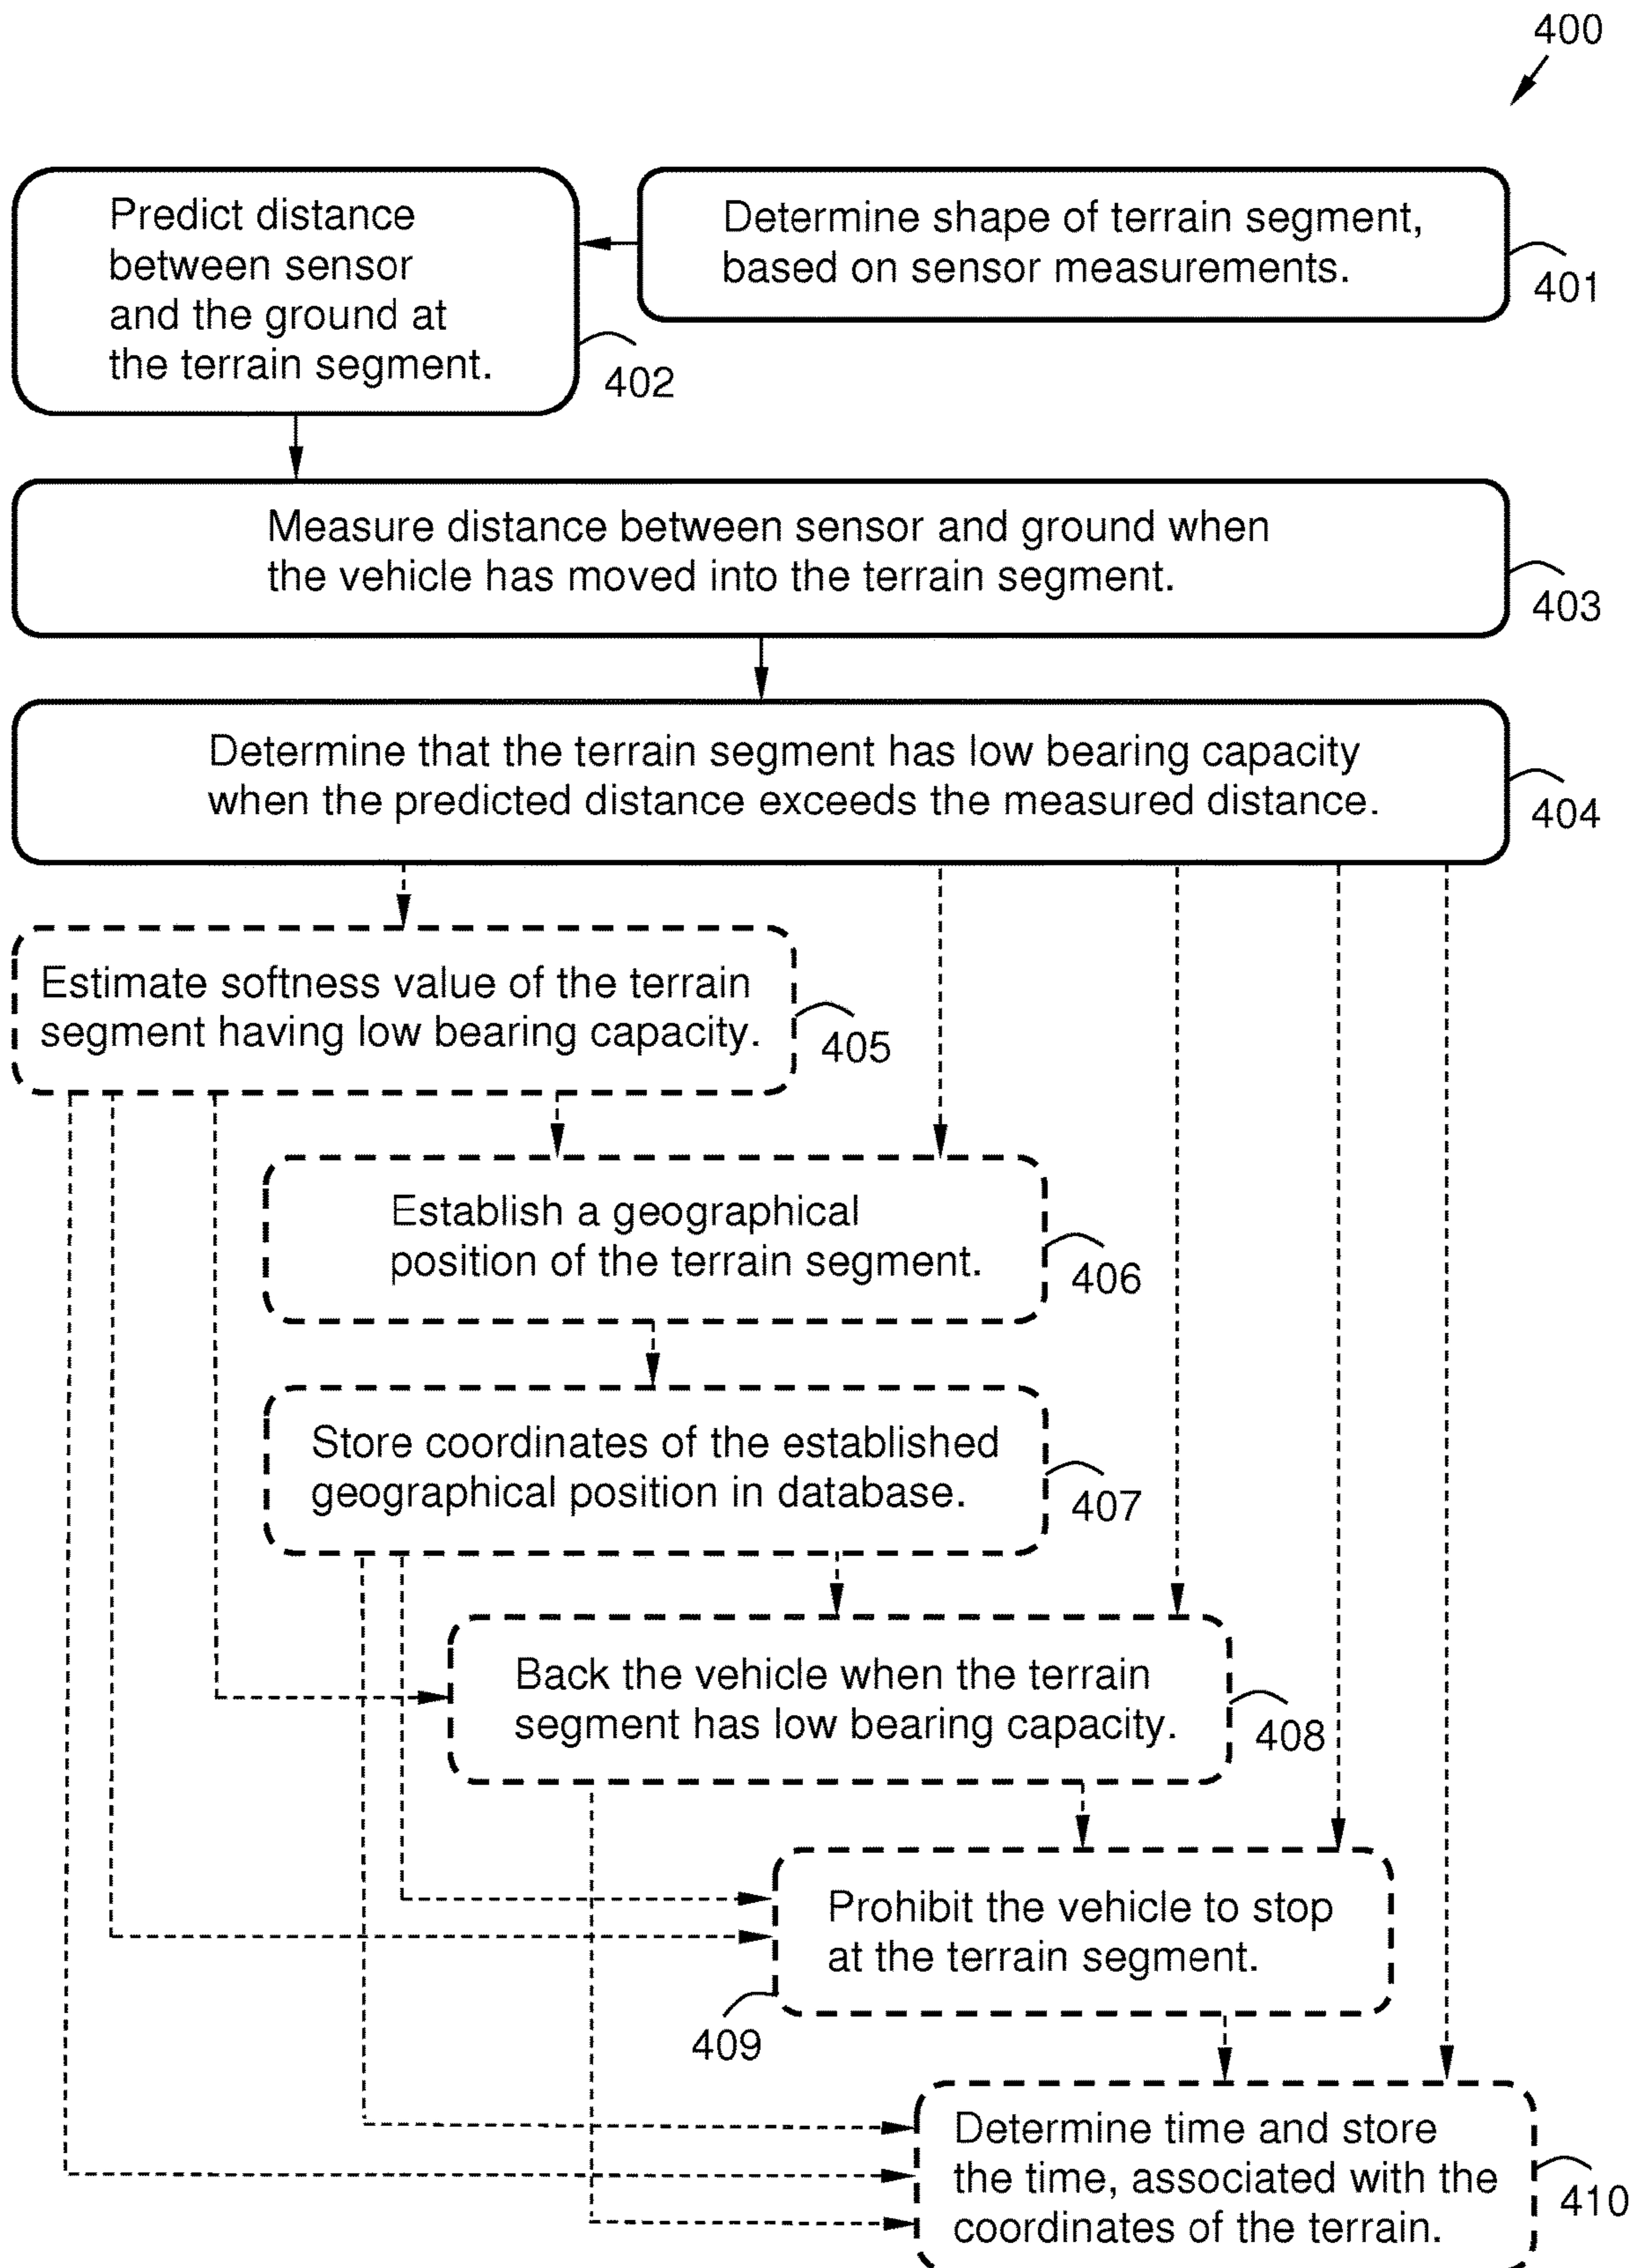 400
Determine shape of terrain segment,
based on sensor measurements.
401
Predict distance
between sensor
and the ground at
the terrain segment.
402
Measure distance between sensor and ground when
the vehicle has moved into the terrain segment.
403
Determine that the terrain segment has low bearing capacity
when the predicted distance exceeds the measured distance.
404
Estimate softness value of the terrain
segment having low bearing capacity.
405
Establish a geographical
position of the terrain segment.
406
Store coordinates of the established
geographical position in database.
407
Back the vehicle when the terrain
segment has low bearing capacity.
408
Prohibit the vehicle to stop
at the terrain segment.
409
Determine time and store
the time, associated with the
coordinates of the terrain.
410